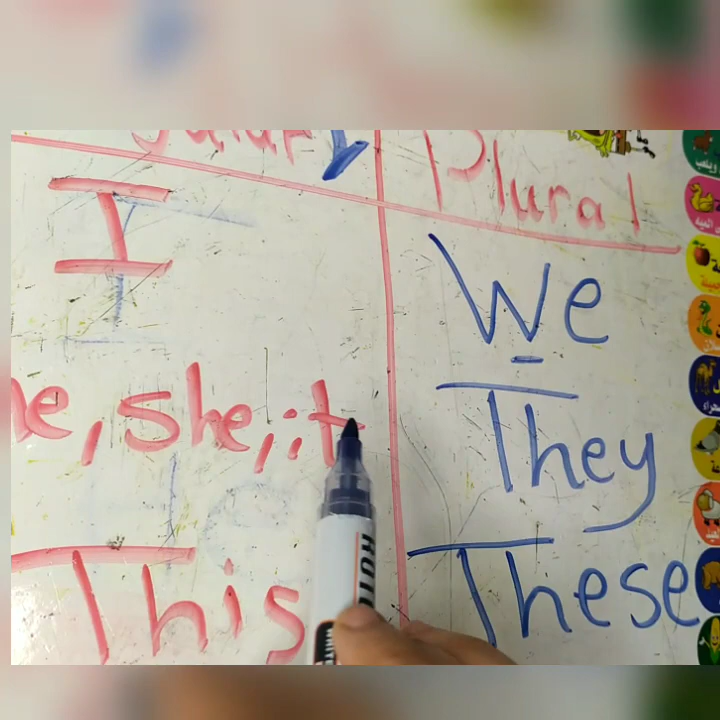 Plural
I
We
he, she, it
They
This
These